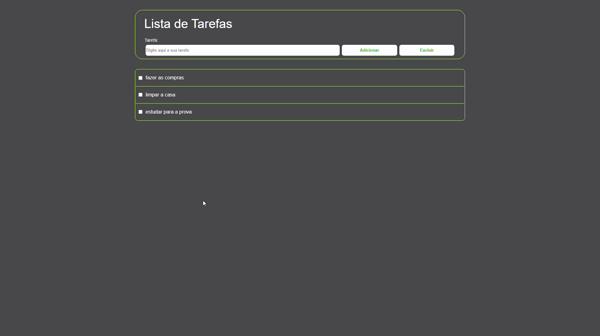 Lista de Tarefas
Tarefa:
Digite aqui a sua tarefa
Adicionar
Excluir
fazer as compras
limpar a casa
estudar para a prova